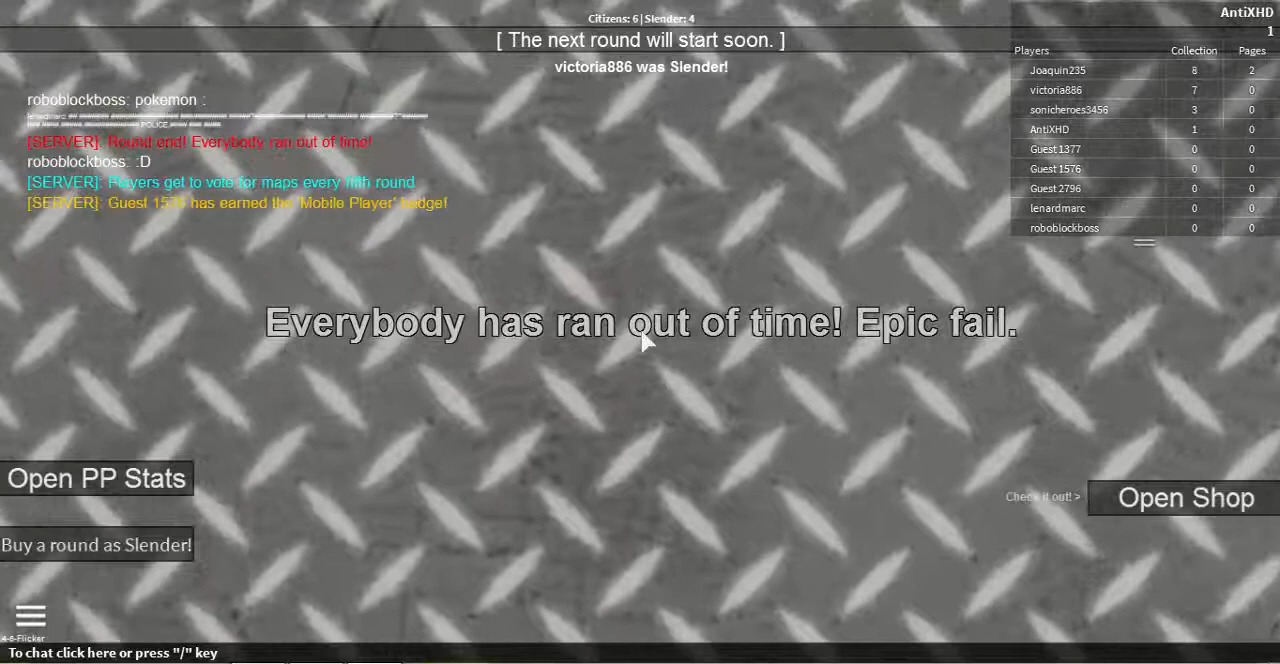 Citizens: 6 | Slender: 4
[ The next round will start soon. ]
victoria886 was Slender!
AntiXHD
1
Players Collection Pages
Joaquin235 8 2
victoria886 7 0
sonicheroes3456 3 0
AntiXHD 1 0
Guest 1377 0 0
Guest 1576 0 0
Guest 2796 0 0
lenardmarc 0 0
roboblockboss 0 0
roboblockboss: pokemon :
POLICE
[SERVER]: Round end! Everybody ran out of time!
roboblockboss: :D
[SERVER]: Players get to vote for maps every fifth round
[SERVER]: Guest 1576 has earned the 'Mobile Player' badge!
Everybody has ran out of time! Epic fail.
Open PP Stats
Check it out! >
Open Shop
Buy a round as Slender!
4-6-Flicker
To chat click here or press "/" key